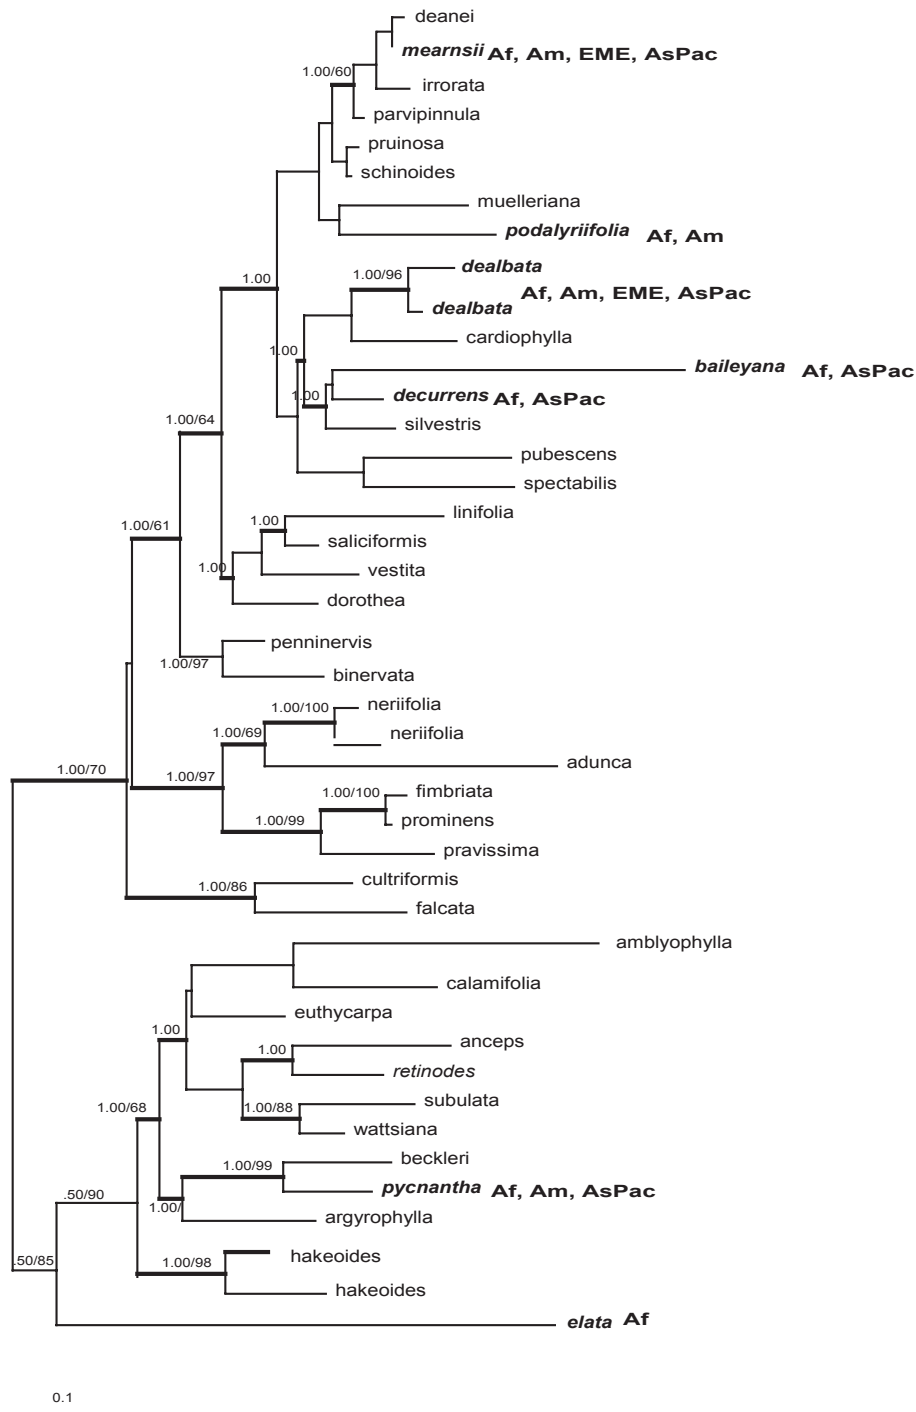 deanei
mearnsii Af, Am, EME, AsPac
1.00/60
irrorata
parvipinnula
pruinosa
schinoides
muelleriana
podalyriifolia Af, Am
1.00
1.00/96
dealbata
Af, Am, EME, AsPac
dealbata
cardiophylla
1.00
baileyana Af, AsPac
1.00
decurrens Af, AsPac
1.00/64
silvestris
pubescens
spectabilis
linifolia
1.00
1.00/61
saliciformis
1.00
vestita
dorothea
penninervis
1.00/97
binervata
neriifolia
1.00/100
1.00/69
neriifolia
adunca
1.00/70
1.00/97
fimbriata
1.00/100
1.00/99
prominens
pravissima
cultriformis
1.00/86
falcata
amblyophylla
calamifolia
euthycarpa
1.00
anceps
1.00
retinodes
subulata
1.00/68
1.00/88
wattsiana
beckleri
1.00/99
pycnantha Af, Am, AsPac
.50/90
1.00/
argyrophylla
hakeoides
.50/85
1.00/98
hakeoides
elata Af
0.1